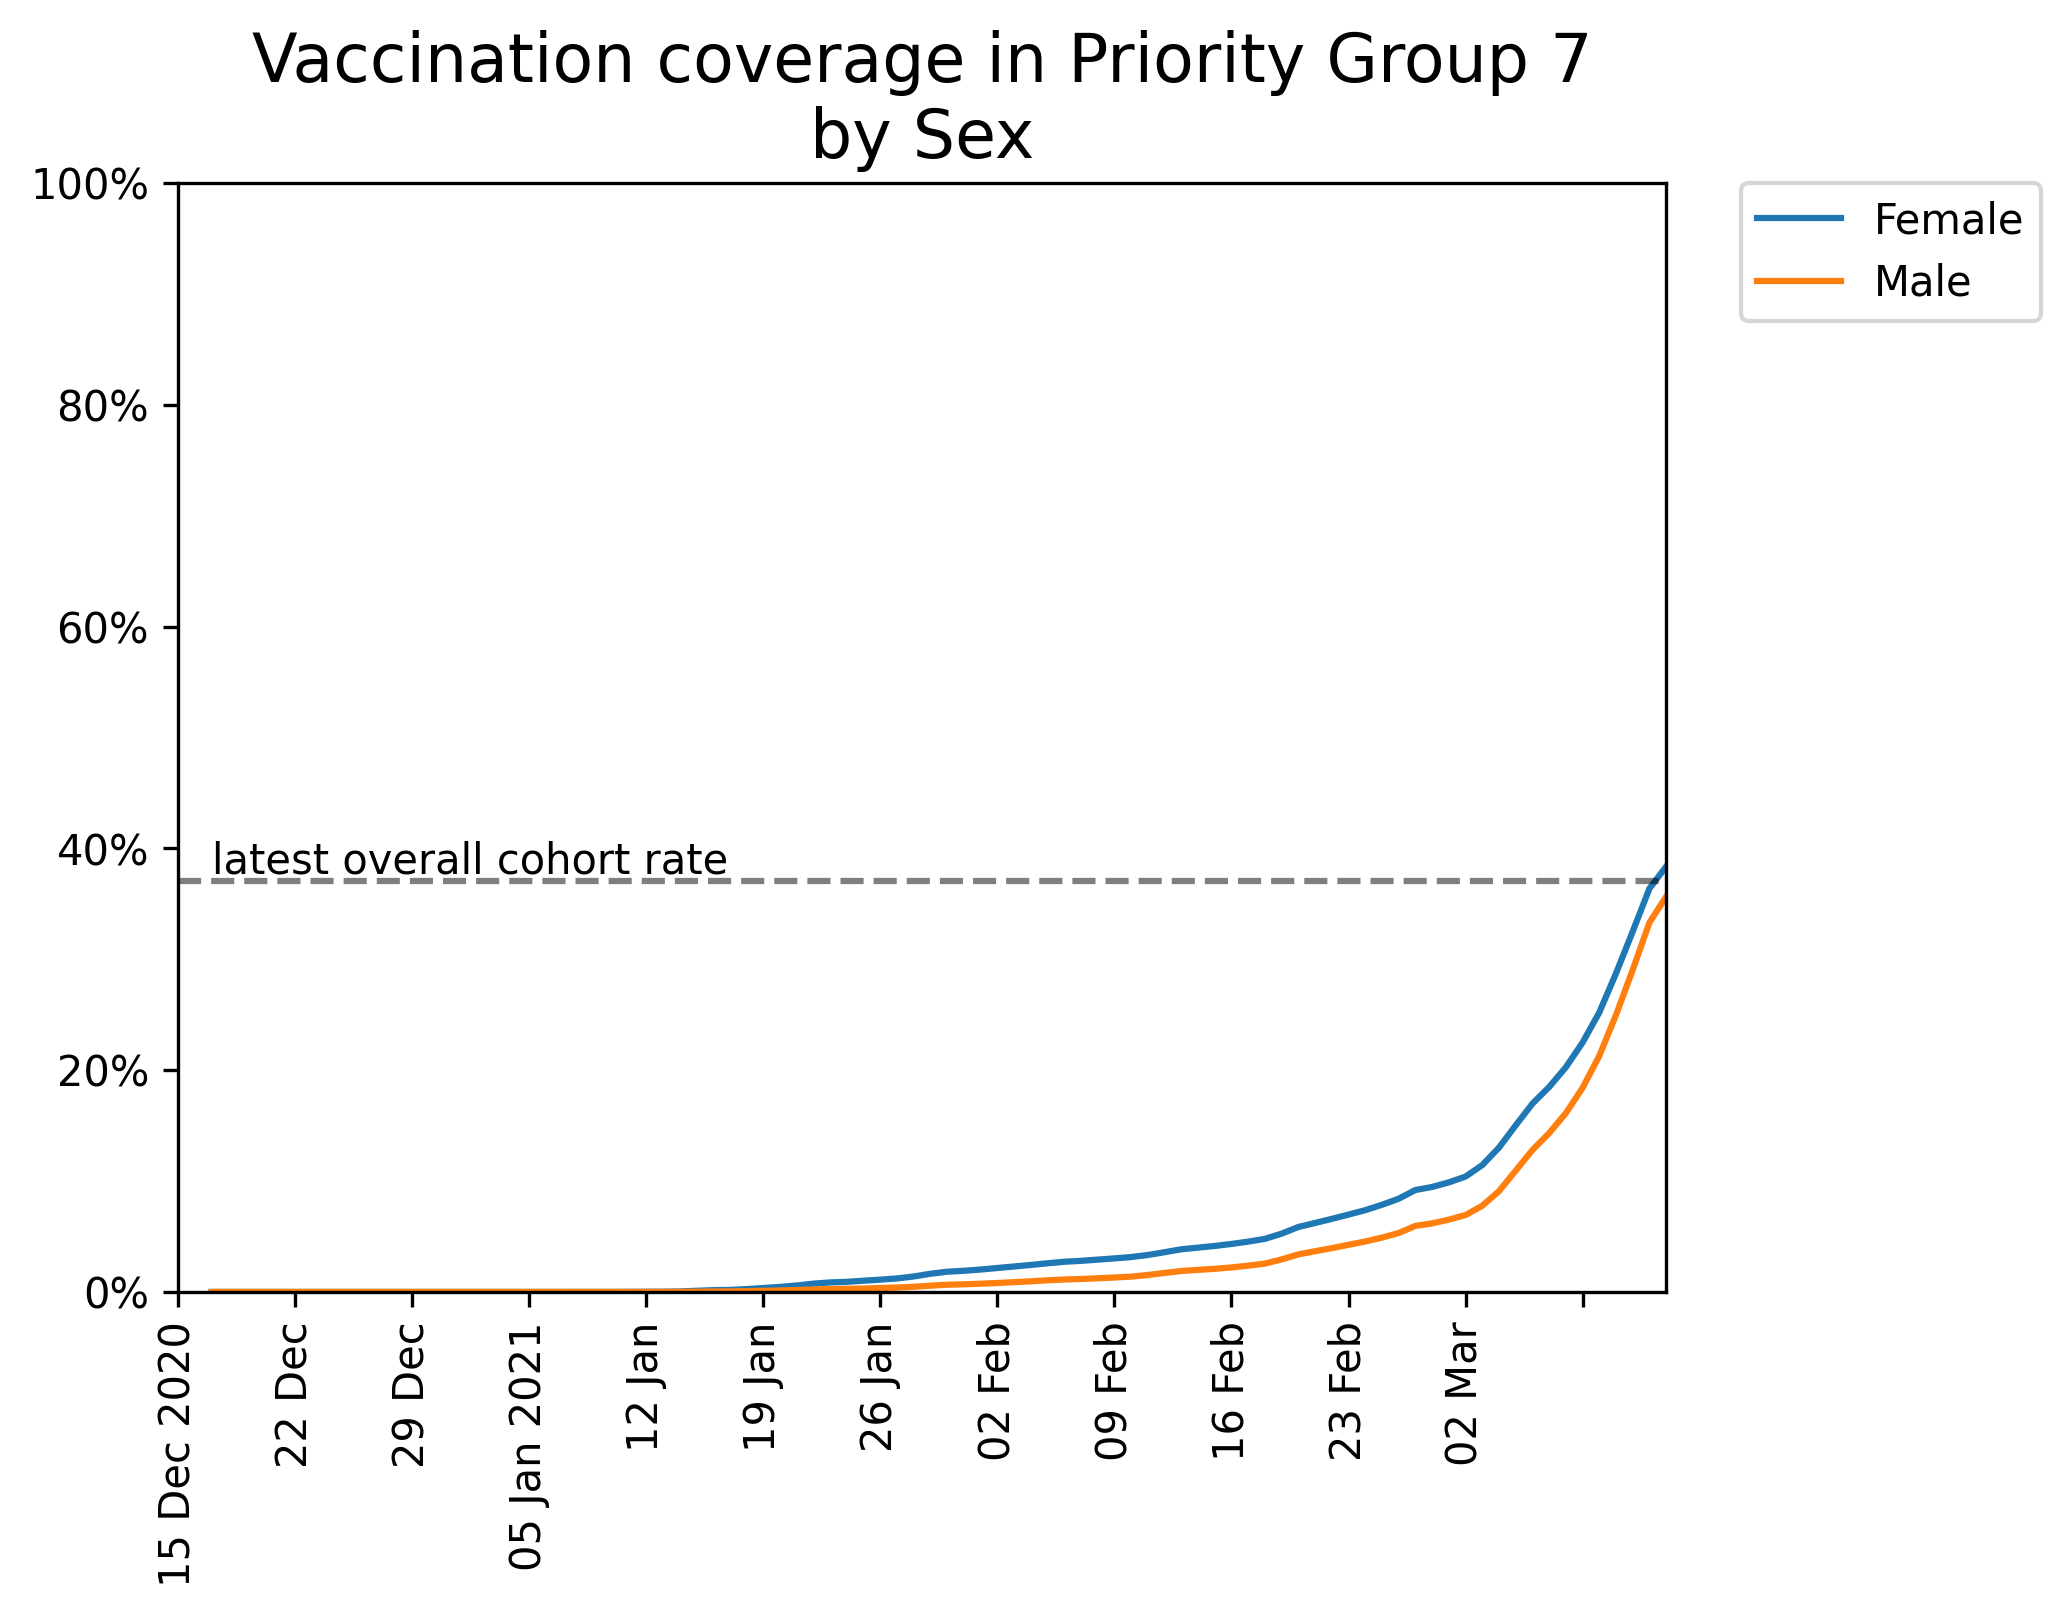 Vaccination coverage in Priority Group 7
by Sex
100%
80%
60%
40%
20%
0%
latest overall cohort rate
Female
Male
15 Dec 2020
22 Dec
29 Dec
05 Jan 2021
12 Jan
19 Jan
26 Jan
02 Feb
09 Feb
16 Feb
23 Feb
02 Mar